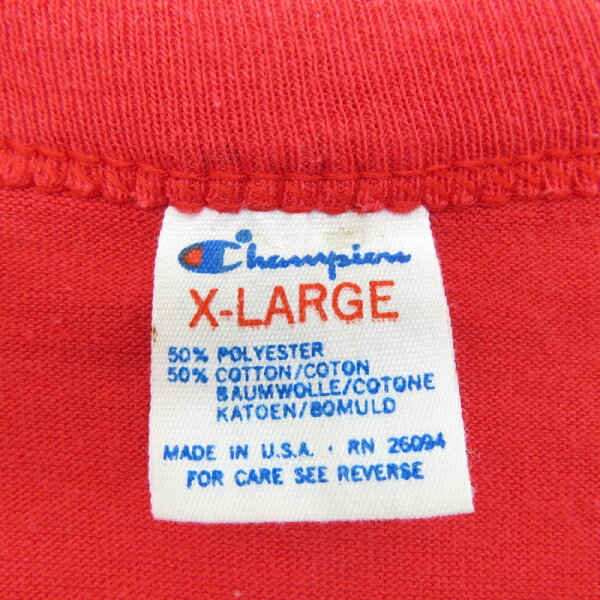 Champion
X-LARGE
50% POLYESTER
50% COTTON/COTON
BAUMWOLLE/COTONE
KATOEN/BOMULD
MADE IN U.S.A. · RN 26094
FOR CARE SEE REVERSE